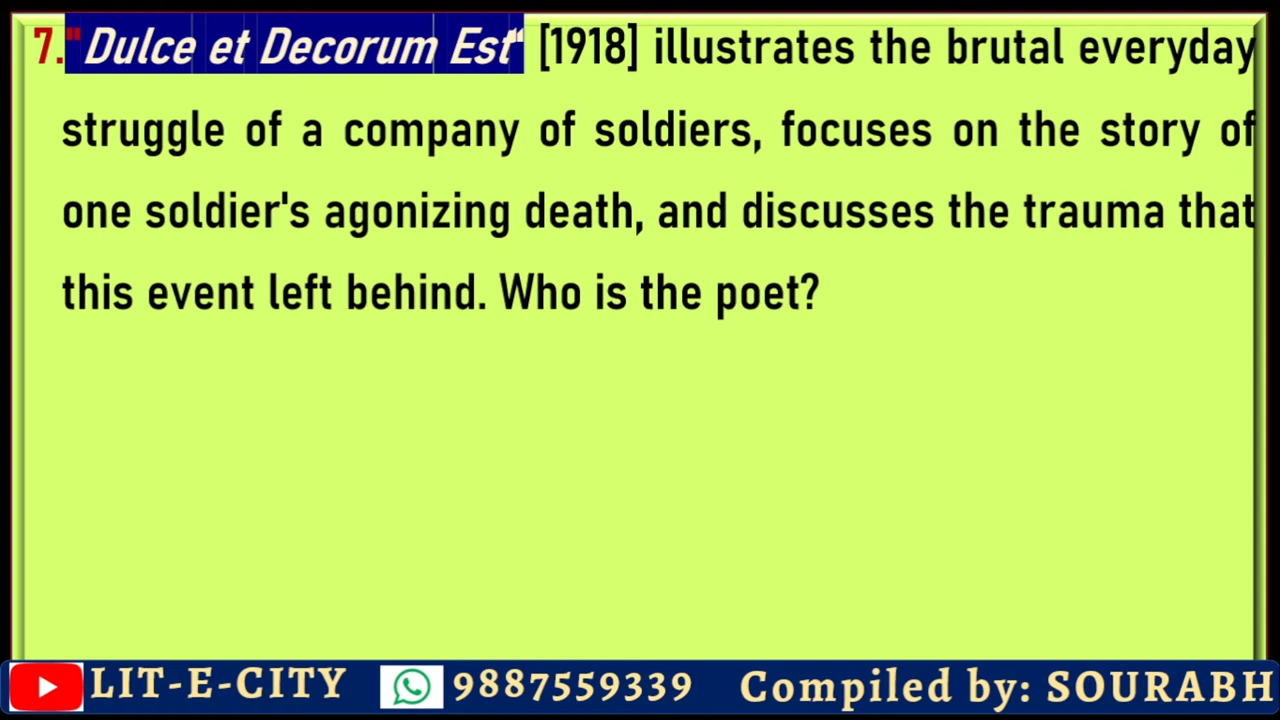 7."Dulce et Decorum Est" [1918] illustrates the brutal everyday
struggle of a company of soldiers, focuses on the story of
one soldier's agonizing death, and discusses the trauma that
this event left behind. Who is the poet?
LIT-E-CITY 9887559339 Compiled by: SOURABH